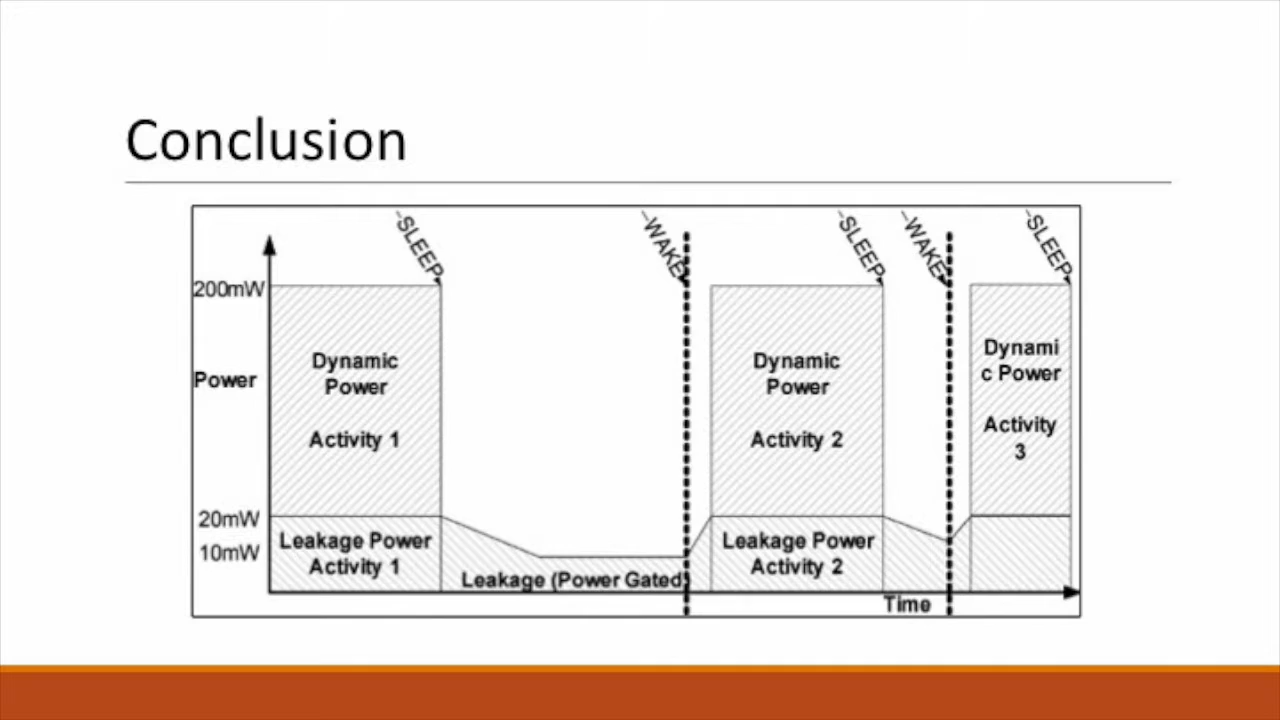 Conclusion
~SLEEP
~WAKE
~SLEEP
~WAKE
~SLEEP
200mW
Power
20mW
10mW
Dynamic
Power
Activity 1
Leakage Power
Activity 1
Leakage (Power Gated)
Dynamic
Power
Activity 2
Leakage Power
Activity 2
Dynami
c Power
Activity
3
Time